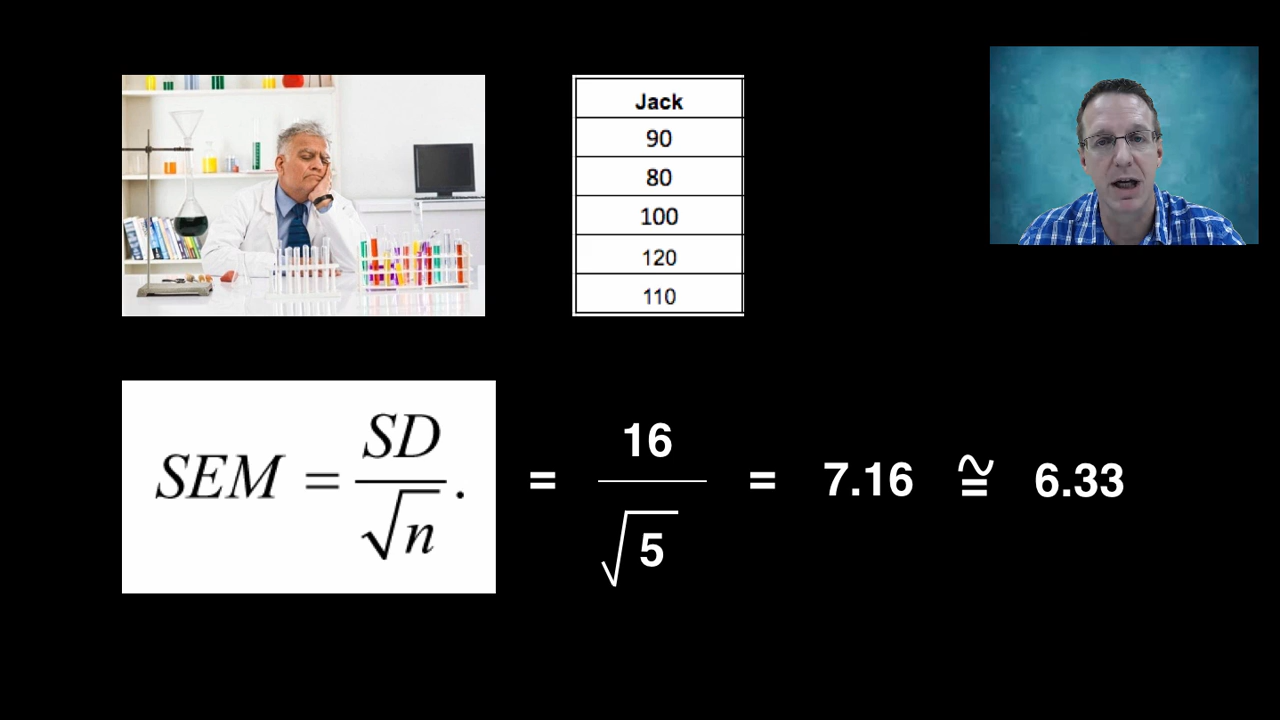 Jack
90
80
100
120
110
SEM = SD / √n . = 16 / √5 = 7.16 ≅ 6.33